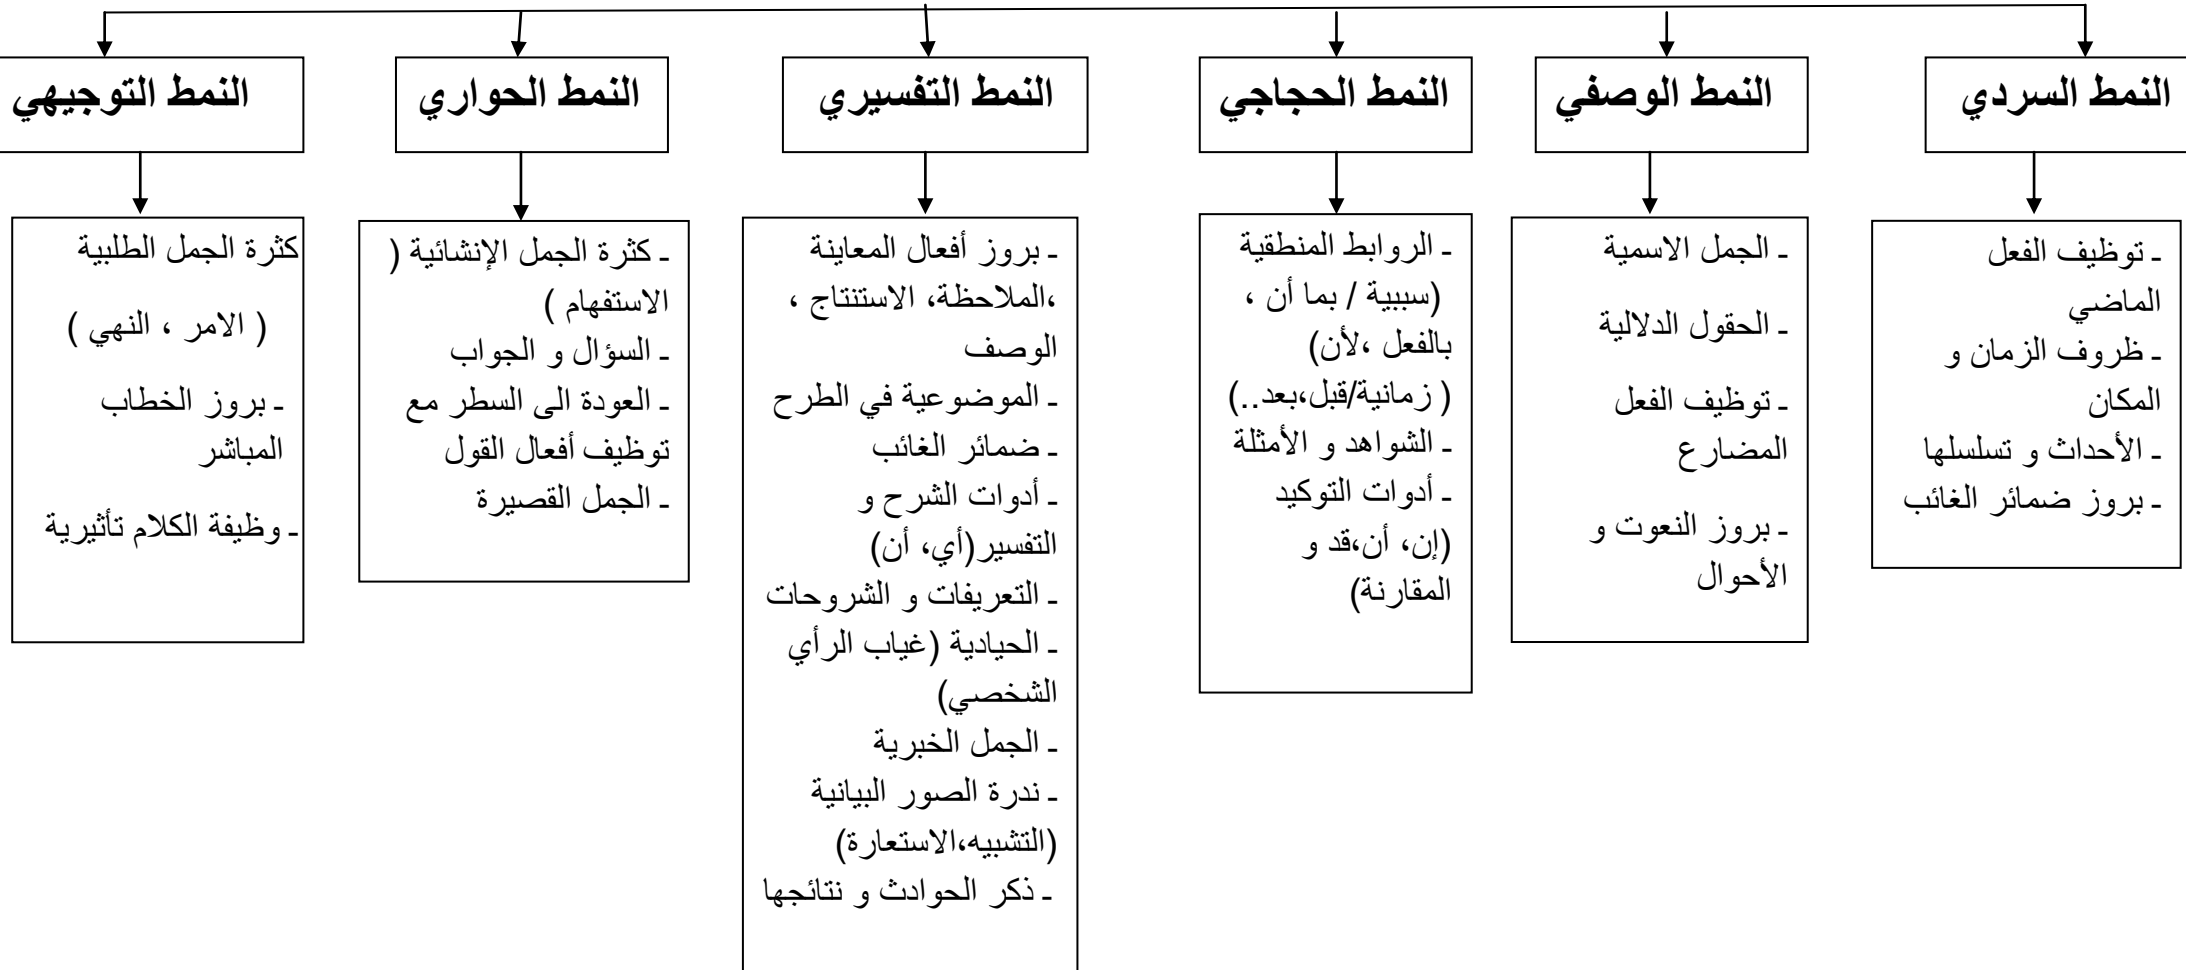 النمط السردي
النمط الوصفي
النمط الحجاجي
النمط التفسيري
النمط الحواري
النمط التوجيهي
ـ توظيف الفعل
الماضي
ـ ظروف الزمان و
المكان
ـ الأحداث و تسلسلها
ـ بروز ضمائر الغائب
ـ الجمل الاسمية
ـ الحقول الدلالية
ـ توظيف الفعل
المضارع
ـ بروز النعوت و
الأحوال
ـ الروابط المنطقية
(سببية / بما أن ،
بالفعل ،لأن)
( زمانية/قبل،بعد..)
ـ الشواهد و الأمثلة
ـ أدوات التوكيد
(إن، أن،قد و
المقارنة)
ـ بروز أفعال المعاينة
،الملاحظة، الاستنتاج ،
الوصف
ـ الموضوعية في الطرح
ـ ضمائر الغائب
ـ أدوات الشرح و
التفسير(أي، أن)
ـ التعريفات و الشروحات
ـ الحيادية (غياب الرأي
الشخصي)
ـ الجمل الخبرية
ـ ندرة الصور البيانية
(التشبيه،الاستعارة)
ـ ذكر الحوادث و نتائجها
ـ كثرة الجمل الإنشائية (
الاستفهام )
ـ السؤال و الجواب
ـ العودة الى السطر مع
توظيف أفعال القول
ـ الجمل القصيرة
كثرة الجمل الطلبية
( الامر ، النهي )
ـ بروز الخطاب
المباشر
ـ وظيفة الكلام تأثيرية